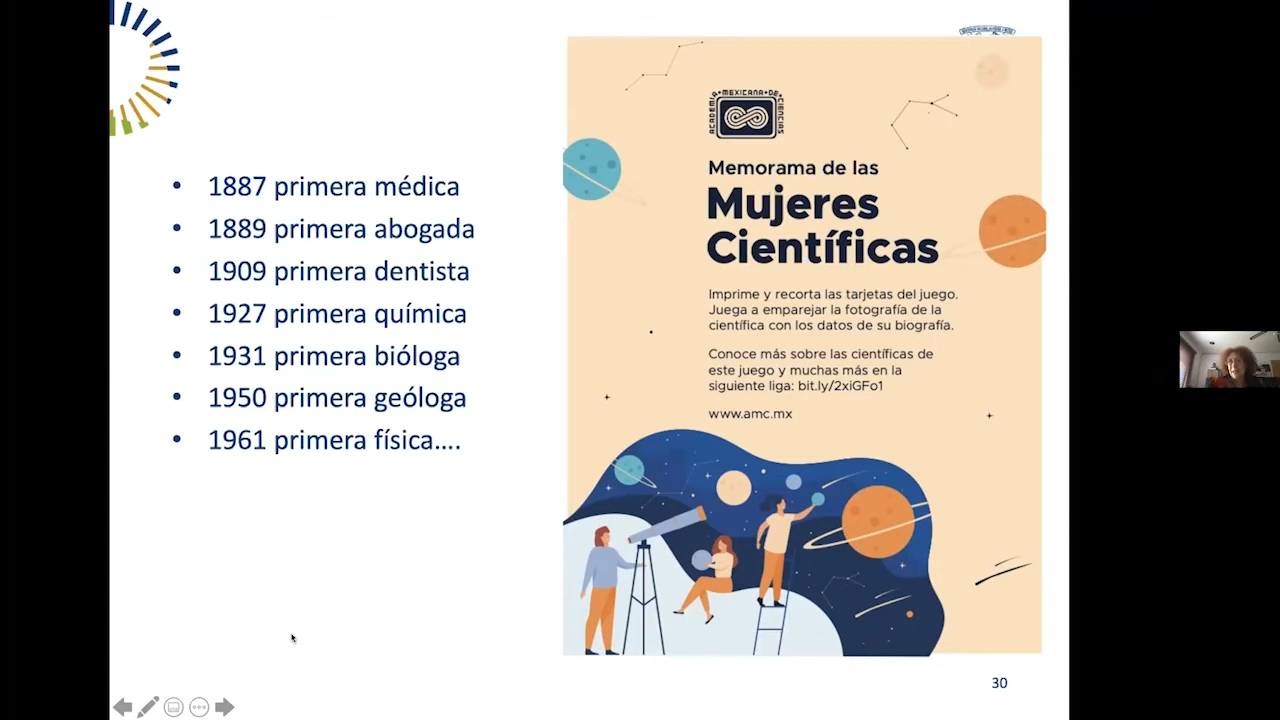 • 1887 primera médica
• 1889 primera abogada
• 1909 primera dentista
• 1927 primera química
• 1931 primera bióloga
• 1950 primera geóloga
• 1961 primera física....
ACADEMIA • MEXICANA • DE CIENCIAS
Memorama de las
Mujeres
Científicas
Imprime y recorta las tarjetas del juego.
Juega a emparejar la fotografía de la
científica con los datos de su biografía.
Conoce más sobre las científicas de
este juego y muchas más en la
siguiente liga: bit.ly/2xiGFo1
www.amc.mx
30